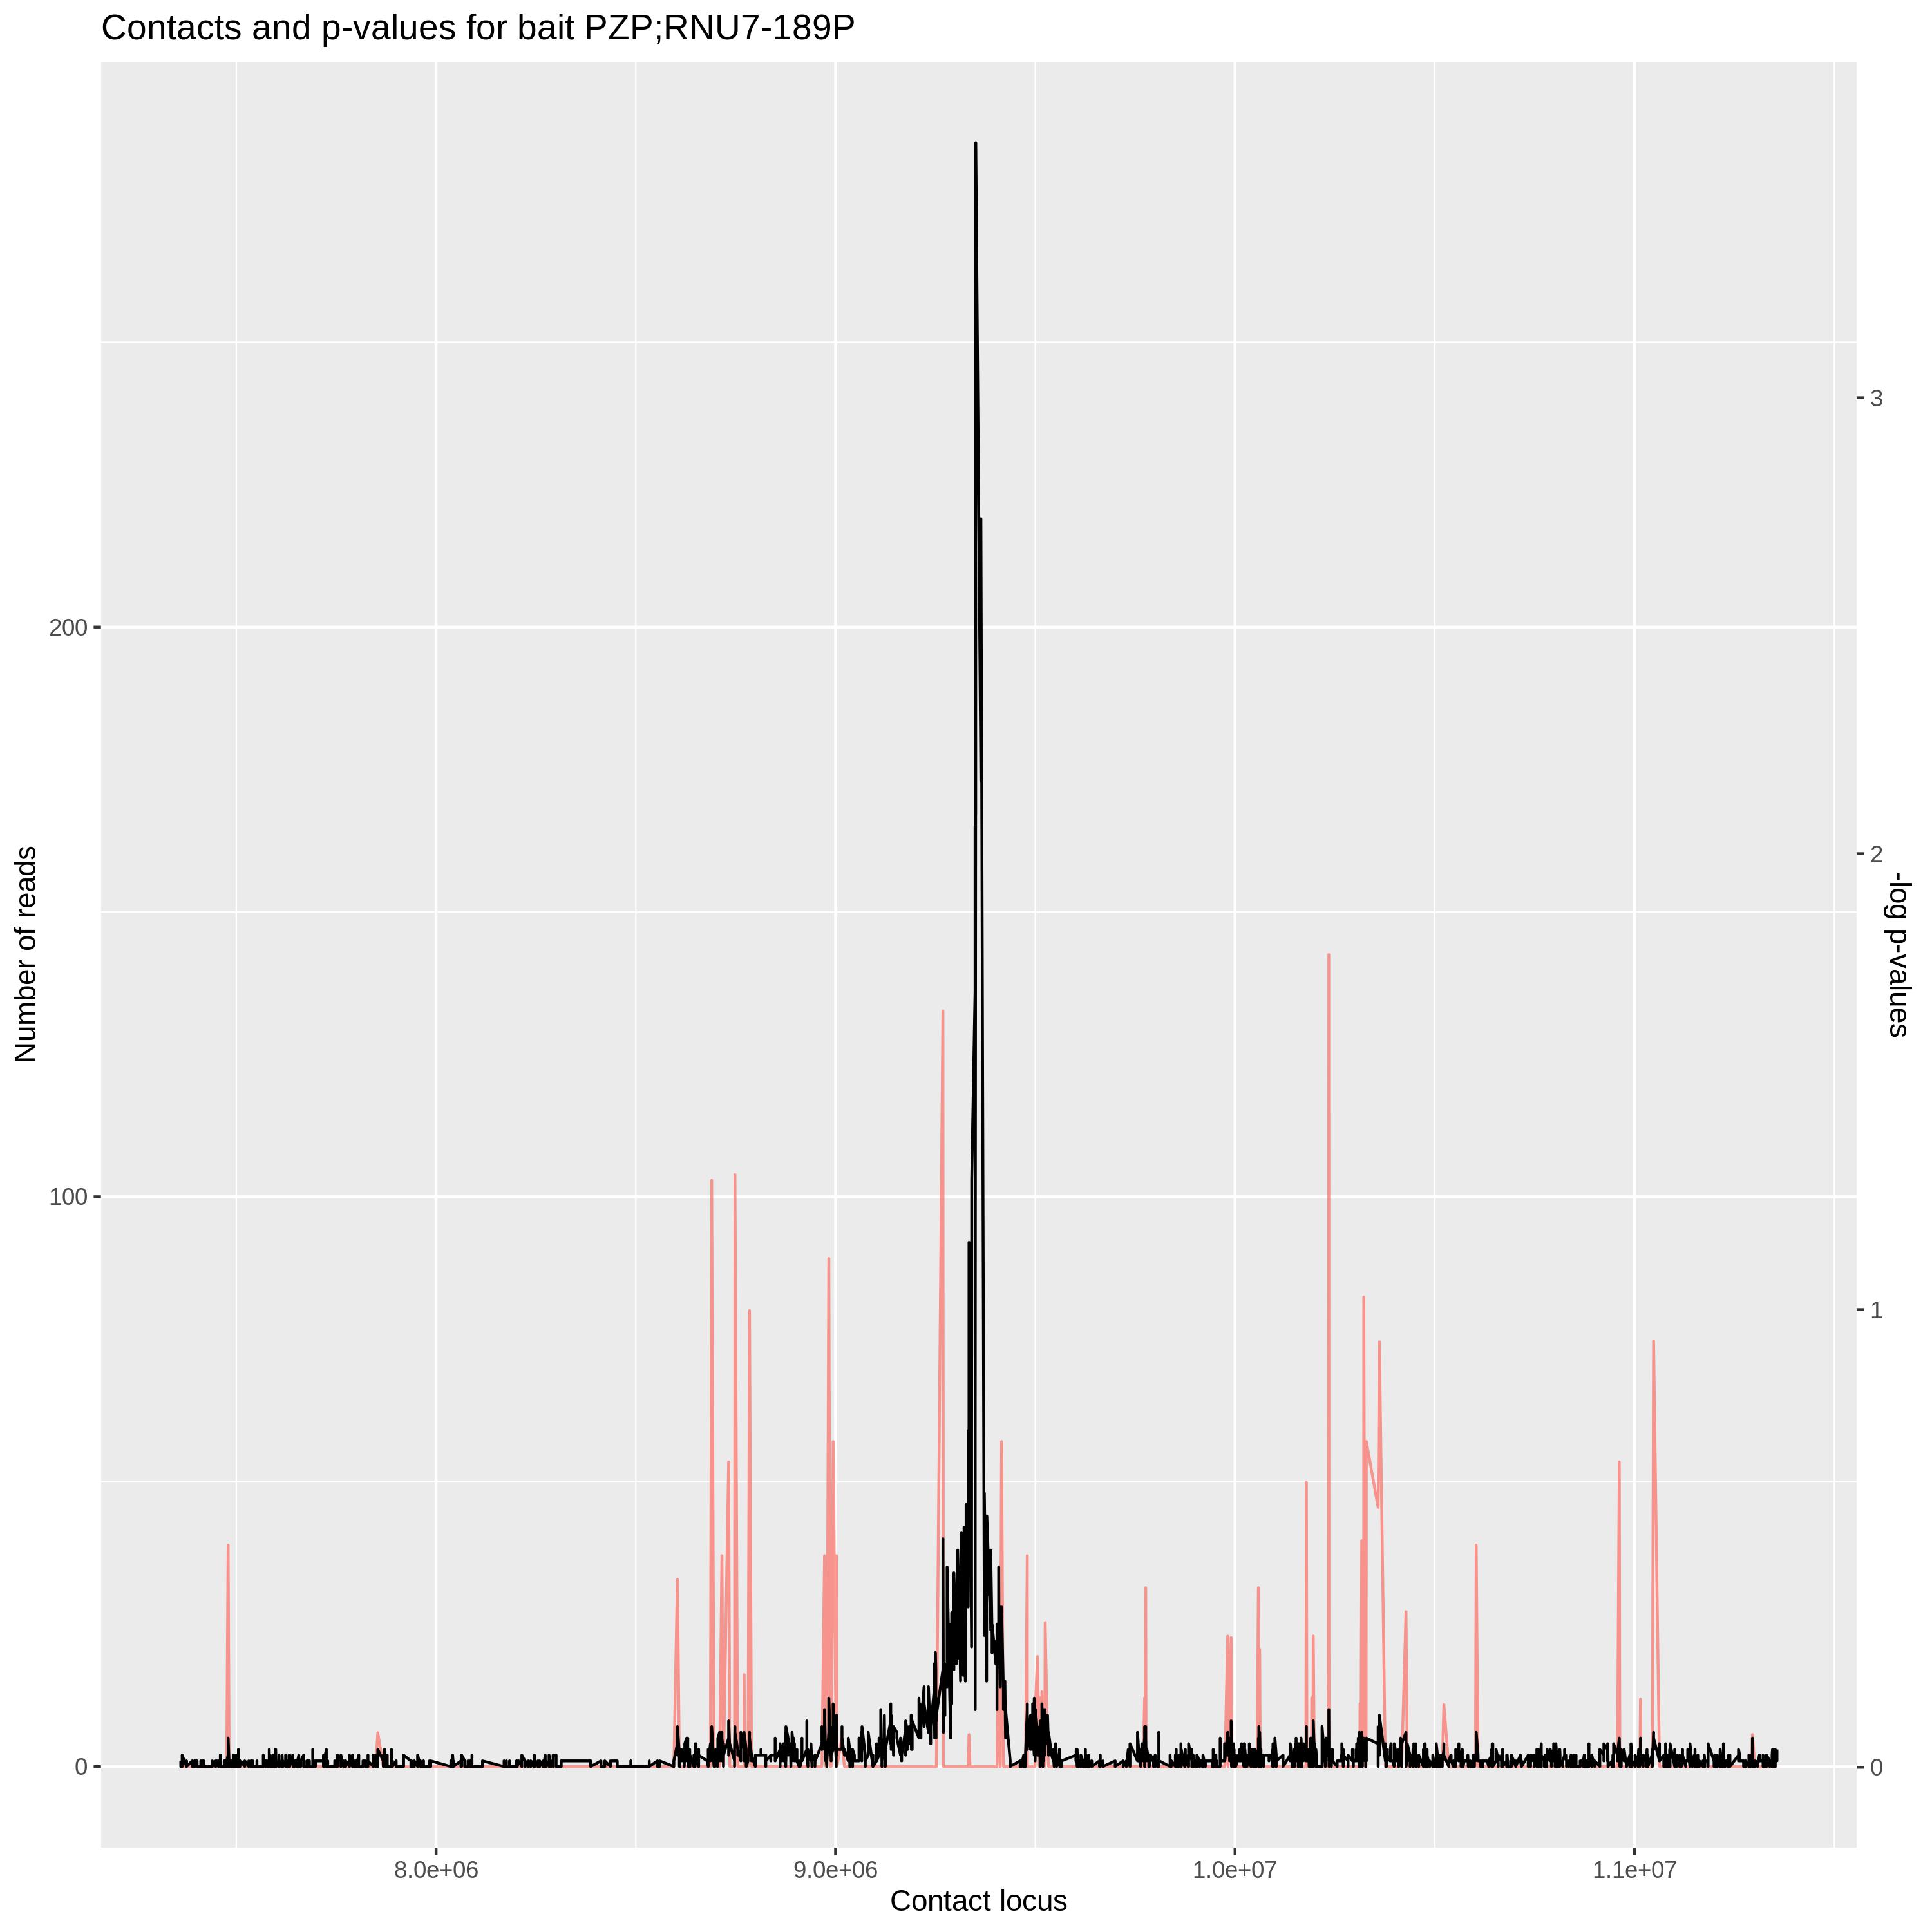 Contacts and p-values for bait PZP;RNU7-189P
Number of reads
200
100
0
3
2
1
0
-log p-values
8.0e+06
9.0e+06
1.0e+07
1.1e+07
Contact locus